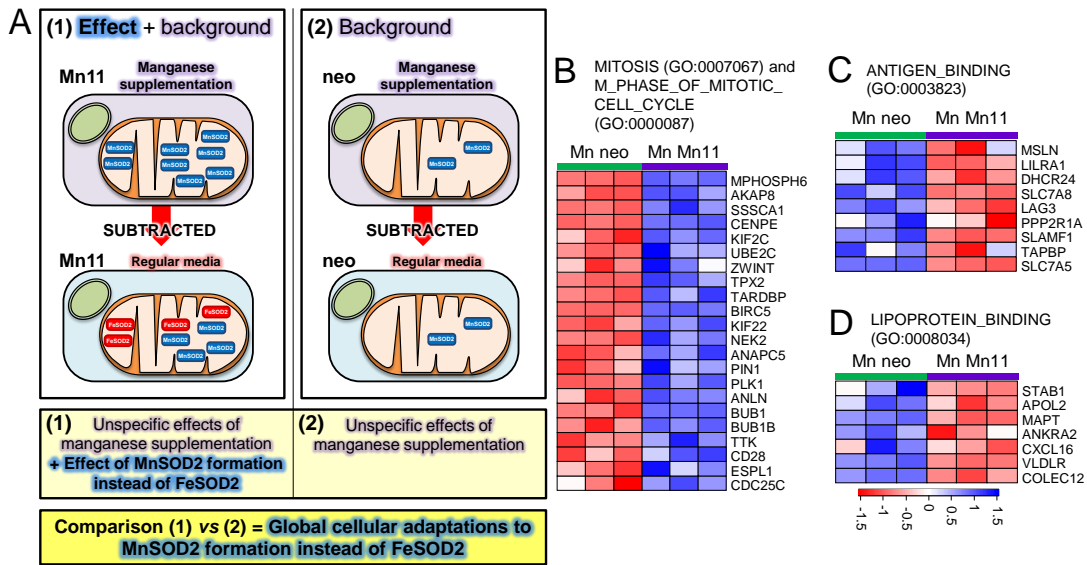 A
(1) Effect + background
(2) Background
Mn11
Manganese
supplementation
MnSOD2
MnSOD2
MnSOD2
MnSOD2
MnSOD2
MnSOD2
MnSOD2
MnSOD2
MnSOD2
neo
Manganese
supplementation
MnSOD2
MnSOD2
SUBTRACTED
SUBTRACTED
Mn11
Regular media
FeSOD2
FeSOD2
FeSOD2
FeSOD2
MnSOD2
MnSOD2
MnSOD2
MnSOD2
neo
Regular media
MnSOD2
MnSOD2
(1)
Unspecific effects of
manganese supplementation
+ Effect of MnSOD2 formation
instead of FeSOD2
(2)
Unspecific effects of
manganese supplementation
Comparison (1) vs (2) = Global cellular adaptations to
MnSOD2 formation instead of FeSOD2
B
MITOSIS (GO:0007067) and
M_PHASE_OF_MITOTIC_
CELL_CYCLE
(GO:0000087)
Mn neo Mn Mn11
MPHOSPH6
AKAP8
SSSCA1
CENPE
KIF2C
UBE2C
ZWINT
TPX2
TARDBP
BIRC5
KIF22
NEK2
ANAPC5
PIN1
PLK1
ANLN
BUB1
BUB1B
TTK
CD28
ESPL1
CDC25C
C
ANTIGEN_BINDING
(GO:0003823)
Mn neo Mn Mn11
MSLN
LILRA1
DHCR24
SLC7A8
LAG3
PPP2R1A
SLAMF1
TAPBP
SLC7A5
D
LIPOPROTEIN_BINDING
(GO:0008034)
Mn neo Mn Mn11
STAB1
APOL2
MAPT
ANKRA2
CXCL16
VLDLR
COLEC12
-1.5 -1 -0.5 0 0.5 1 1.5